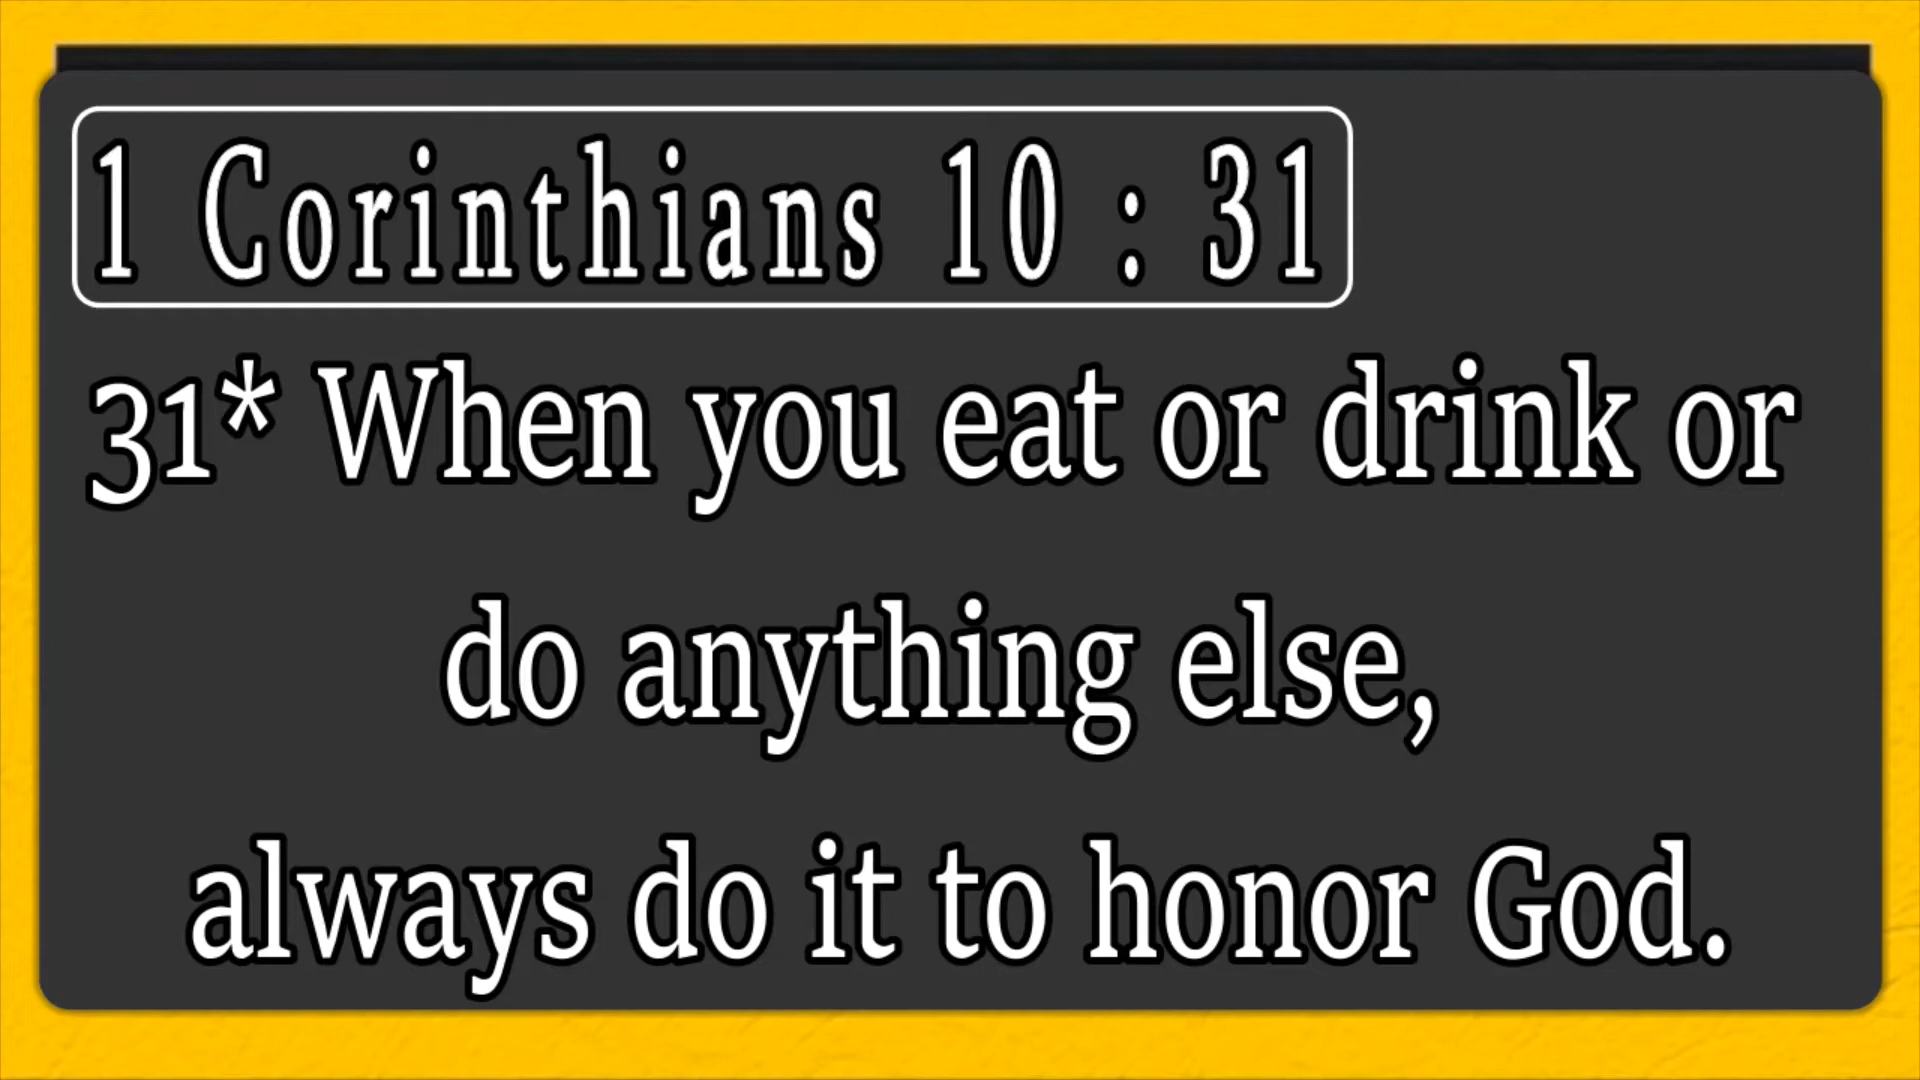 1 Corinthians 10 : 31
31* When you eat or drink or
do anything else,
always do it to honor God.